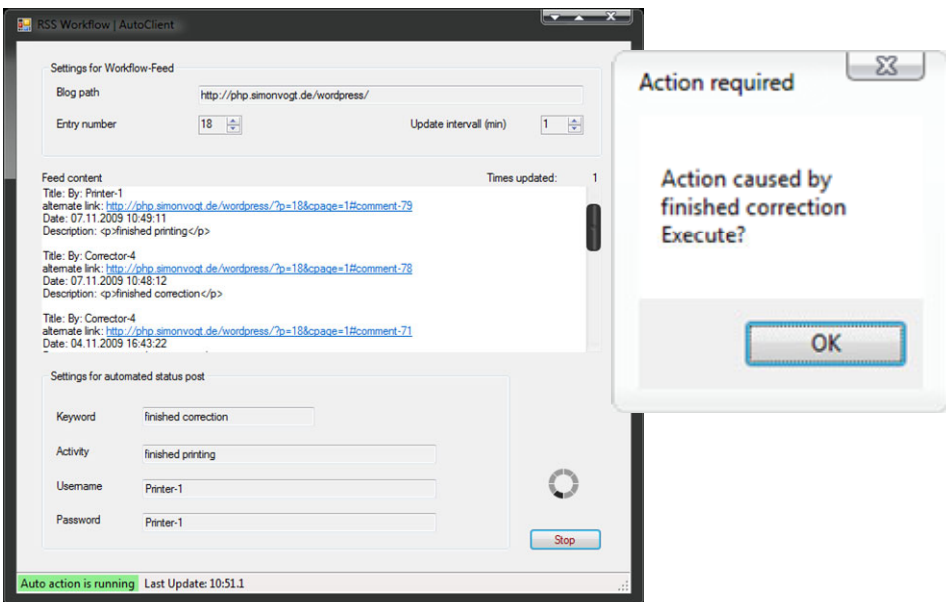 RSS Workflow | AutoClient
Settings for Workflow-Feed
Blog path http://php.simonvogt.de/wordpress/
Entry number 18 Update intervall (min) 1
Feed content Times updated: 1
Title: By: Printer-1
alternate link: http://php.simonvogt.de/wordpress/?p=18&cpage=1#comment-79
Date: 07.11.2009 10:49:11
Description: <p>finished printing</p>
Title: By: Corrector-4
alternate link: http://php.simonvogt.de/wordpress/?p=18&cpage=1#comment-78
Date: 07.11.2009 10:48:12
Description: <p>finished correction</p>
Title: By: Corrector-4
alternate link: http://php.simonvogt.de/wordpress/?p=18&cpage=1#comment-71
Date: 04.11.2009 16:43:22
Settings for automated status post
Keyword finished correction
Activity finished printing
Username Printer-1
Password Printer-1
Stop
Auto action is running Last Update: 10:51.1
Action required
Action caused by
finished correction
Execute?
OK